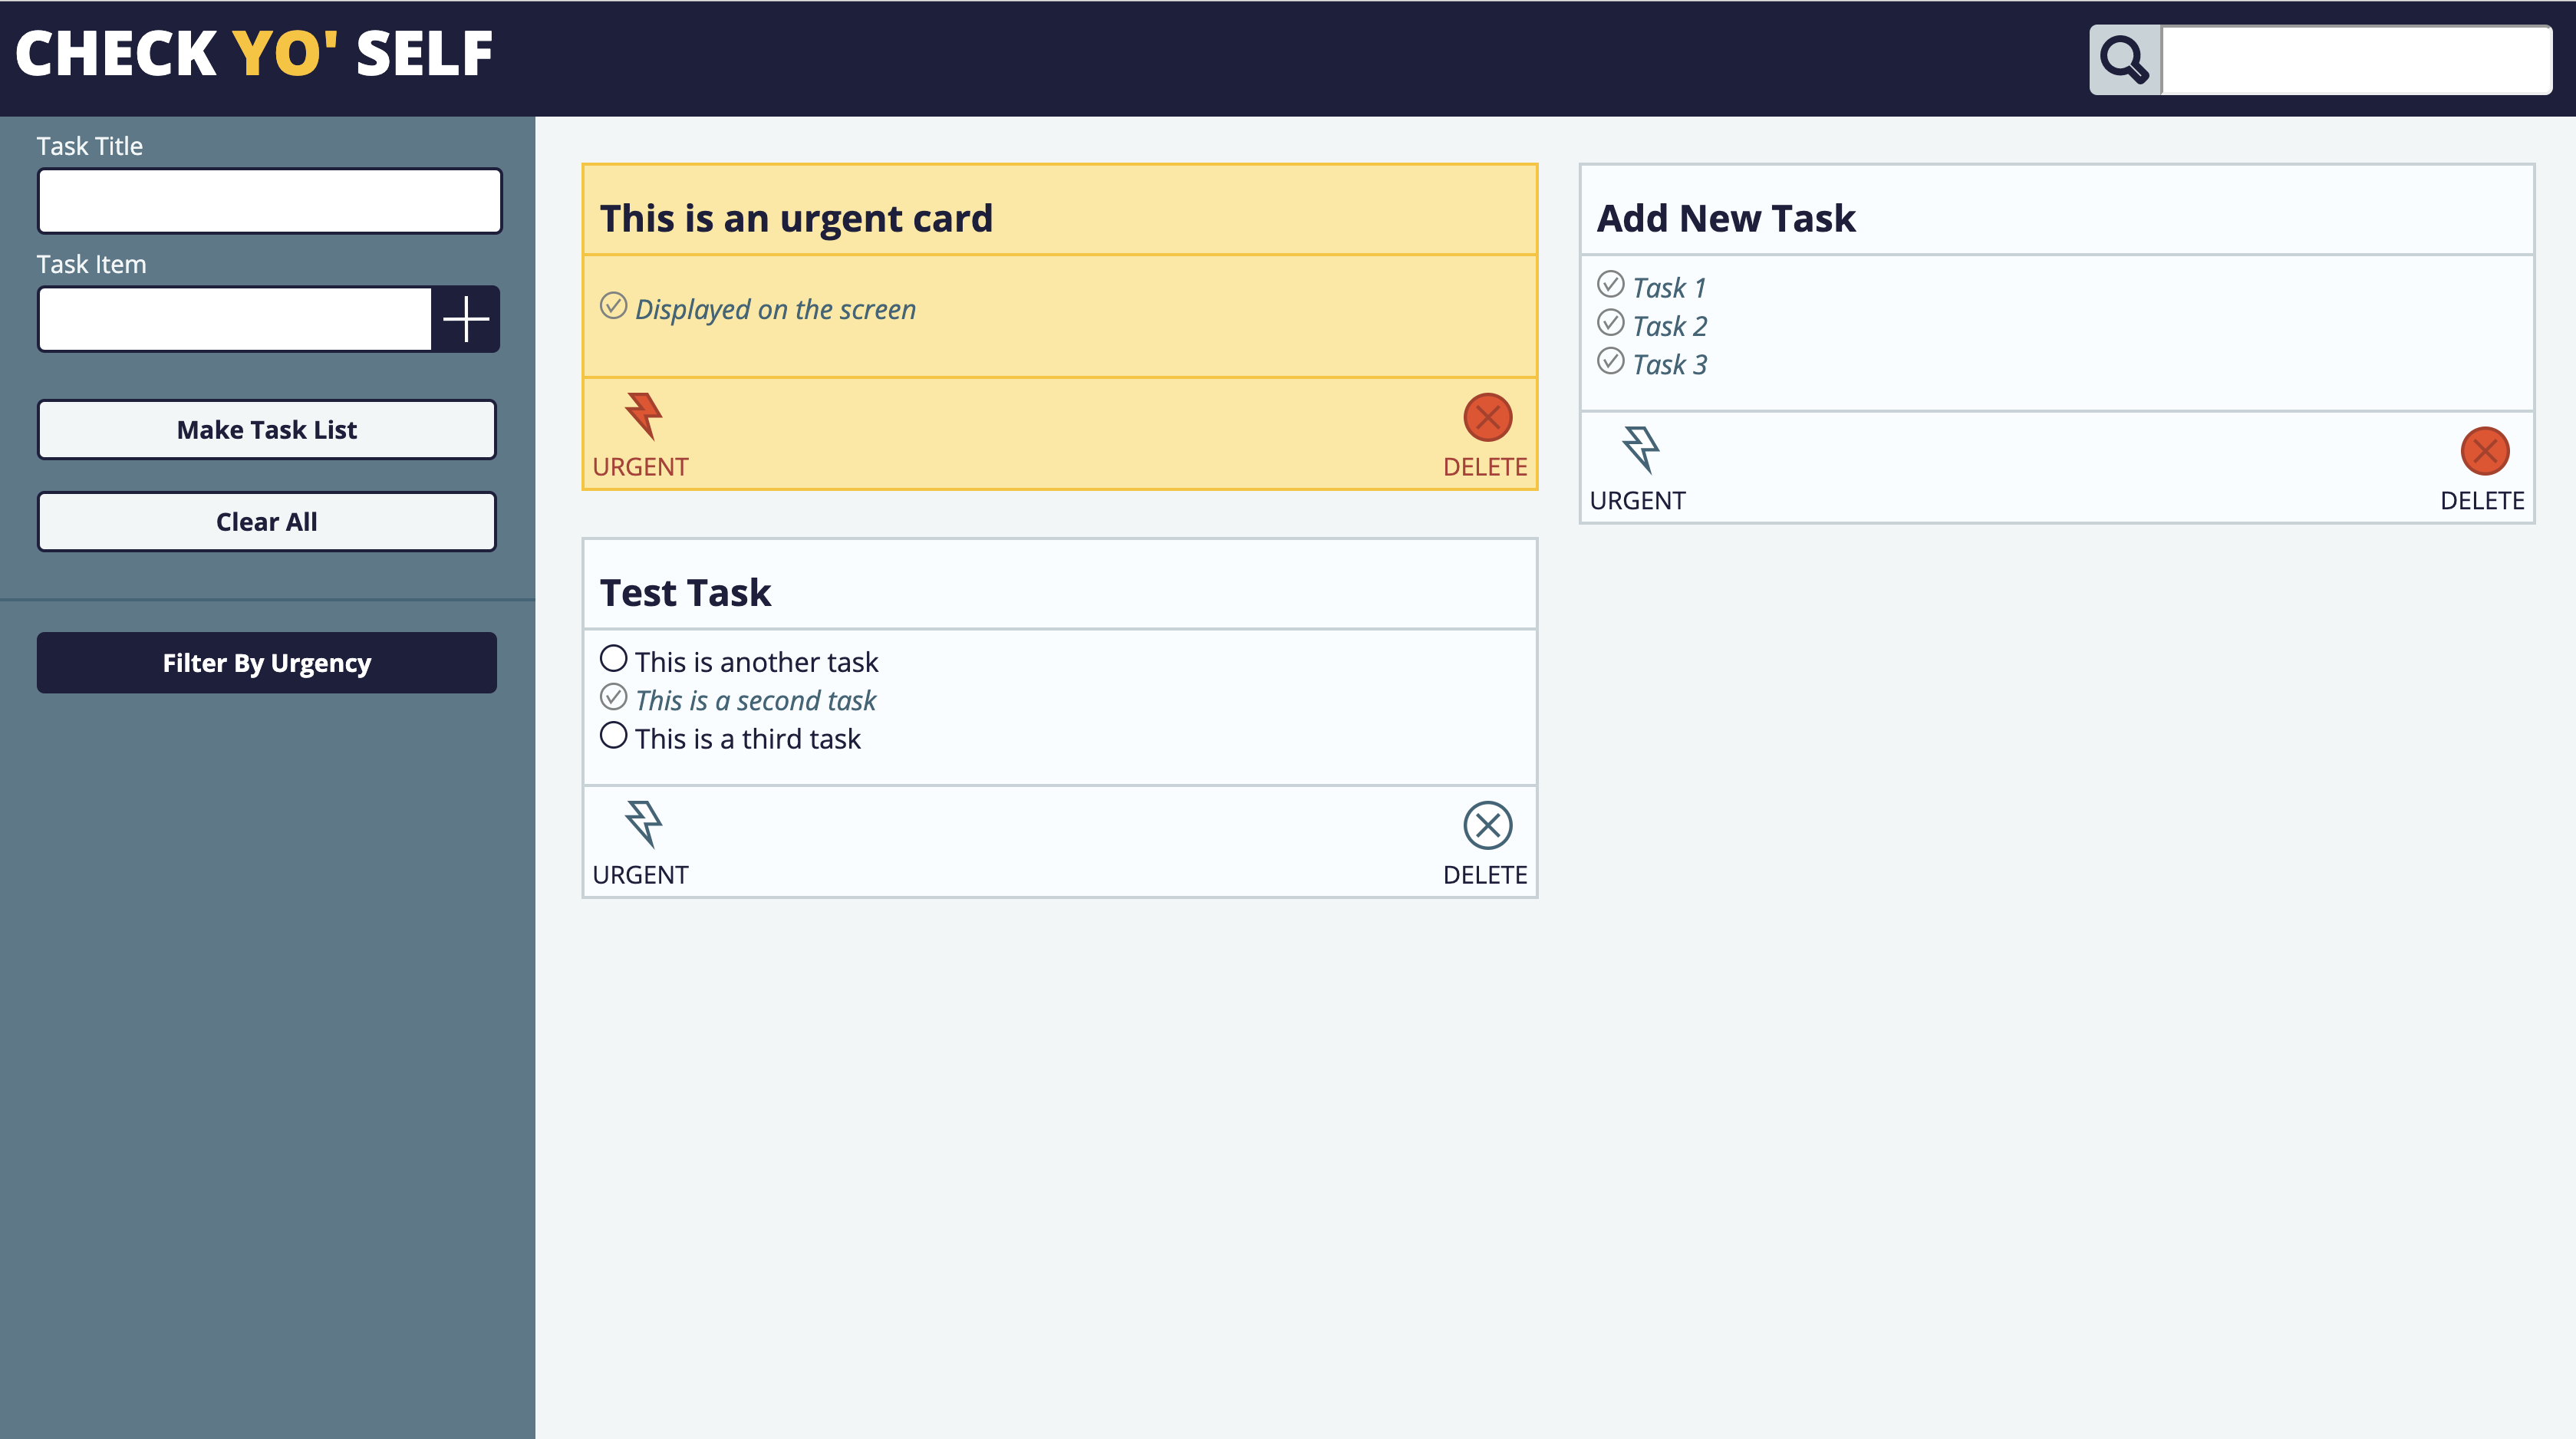 CHECK YO' SELF
Task Title
Task Item
Make Task List
Clear All
Filter By Urgency
This is an urgent card
Displayed on the screen
URGENT
DELETE
Add New Task
Task 1
Task 2
Task 3
URGENT
DELETE
Test Task
This is another task
This is a second task
This is a third task
URGENT
DELETE